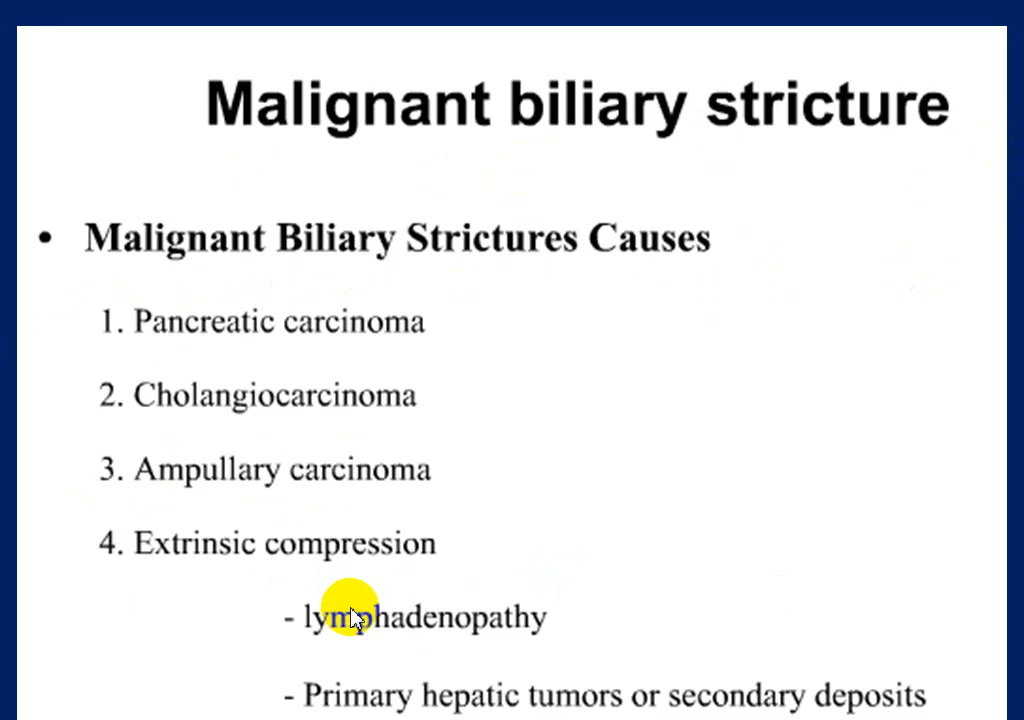 Malignant biliary stricture
• Malignant Biliary Strictures Causes
1. Pancreatic carcinoma
2. Cholangiocarcinoma
3. Ampullary carcinoma
4. Extrinsic compression
- lymphadenopathy
- Primary hepatic tumors or secondary deposits